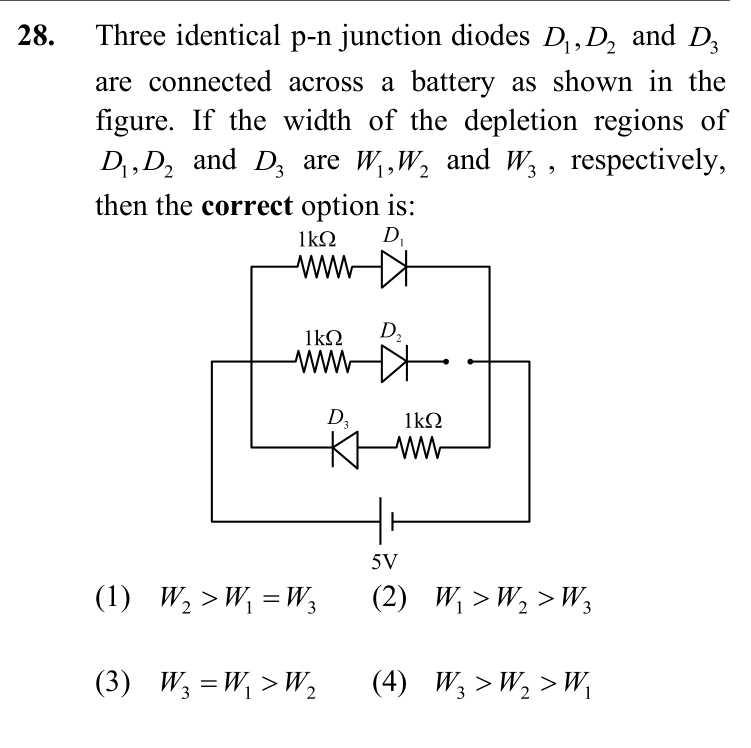 28. Three identical p-n junction diodes D₁, D₂ and D₃
are connected across a battery as shown in the
figure. If the width of the depletion regions of
D₁, D₂ and D₃ are W₁, W₂ and W₃ , respectively,
then the correct option is:
1kΩ D₁
1kΩ D₂
D₃ 1kΩ
5V
(1) W₂ > W₁ = W₃ (2) W₁ > W₂ > W₃
(3) W₃ = W₁ > W₂ (4) W₃ > W₂ > W₁